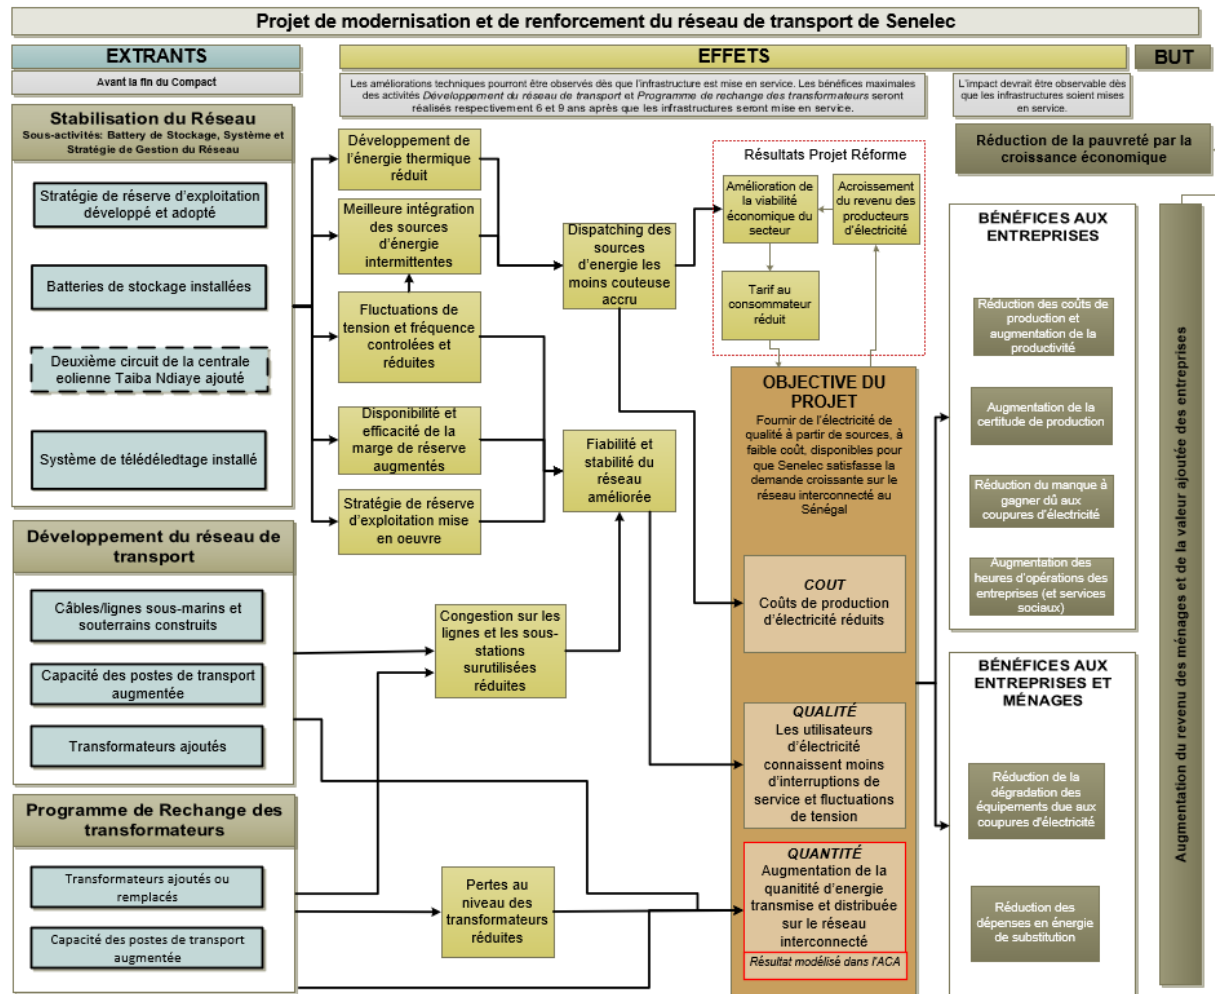 Projet de modernisation et de renforcement du réseau de transport de Senelec
EXTRANTS
EFFETS
BUT
Avant la fin du Compact
Les améliorations techniques pourront être observés dès que l'infrastructure est mise en service. Les bénéfices maximales
des activités Développement du réseau de transport et Programme de rechange des transformateurs seront
réalisés respectivement 6 et 9 ans après que les infrastructures seront mise en service.
L'impact devrait être observable dès
que les infrastructures soient mises
en service.
Stabilisation du Réseau
Sous-activités: Battery de Stockage, Système et
Stratégie de Gestion du Réseau
Stratégie de réserve d'exploitation
développé et adopté
Batteries de stockage installées
Deuxième circuit de la centrale
eolienne Taiba Ndiaye ajouté
Système de télédéledtage installé
Développement du réseau de
transport
Câbles/lignes sous-marins et
souterrains construits
Capacité des postes de transport
augmentée
Transformateurs ajoutés
Programme de Rechange des
transformateurs
Transformateurs ajoutés ou
remplacés
Capacité des postes de transport
augmentée
Développement de
l'énergie thermique
réduit
Meilleure intégration
des sources
d'énergie
intermittentes
Fluctuations de
tension et fréquence
controlées et
réduites
Disponibilité et
efficacité de la
marge de réserve
augmentés
Stratégie de réserve
d'exploitation mise
en oeuvre
Congestion sur les
lignes et les sous-
stations
surutilisées
réduites
Pertes au
niveau des
transformateurs
réduites
Dispatching des
sources
d'energie les
moins couteuse
accru
Fiabilité et
stabilité du
réseau
améliorée
Résultats Projet Réforme
Amélioration de
la viabilité
économique du
secteur
Acroissement
du revenu des
producteurs
d'électricité
Tarif au
consommateur
réduit
OBJECTIVE DU
PROJET
Fournir de l'électricité de
qualité à partir de sources, à
faible coût, disponibles pour
que Senelec satisfasse la
demande croissante sur le
réseau interconnecté au
Sénégal
COUT
Coûts de production
d'électricité réduits
QUALITÉ
Les utilisateurs
d'électricité
connaissent moins
d'interruptions de
service et fluctuations
de tension
QUANTITÉ
Augmentation de la
quanitité d'energie
transmise et distribuée
sur le réseau
interconnecté
Résultat modélisé dans l'ACA
Réduction de la pauvreté par la
croissance économique
BÉNÉFICES AUX
ENTREPRISES
Réduction des coûts de
production et
augmentation de la
productivité
Augmentation de la
certitude de production
Réduction du manque à
gagner dû aux
coupures d'électricité
Augmentation des
heures d'opérations des
entreprises (et services
sociaux)
BÉNÉFICES AUX
ENTREPRISES ET
MÉNAGES
Réduction de la
dégradation des
équipements due aux
coupures d'électricité
Réduction des
dépenses en énergie
de substitution
Augmentation du revenu des ménages et de la valeur ajoutée des entreprises